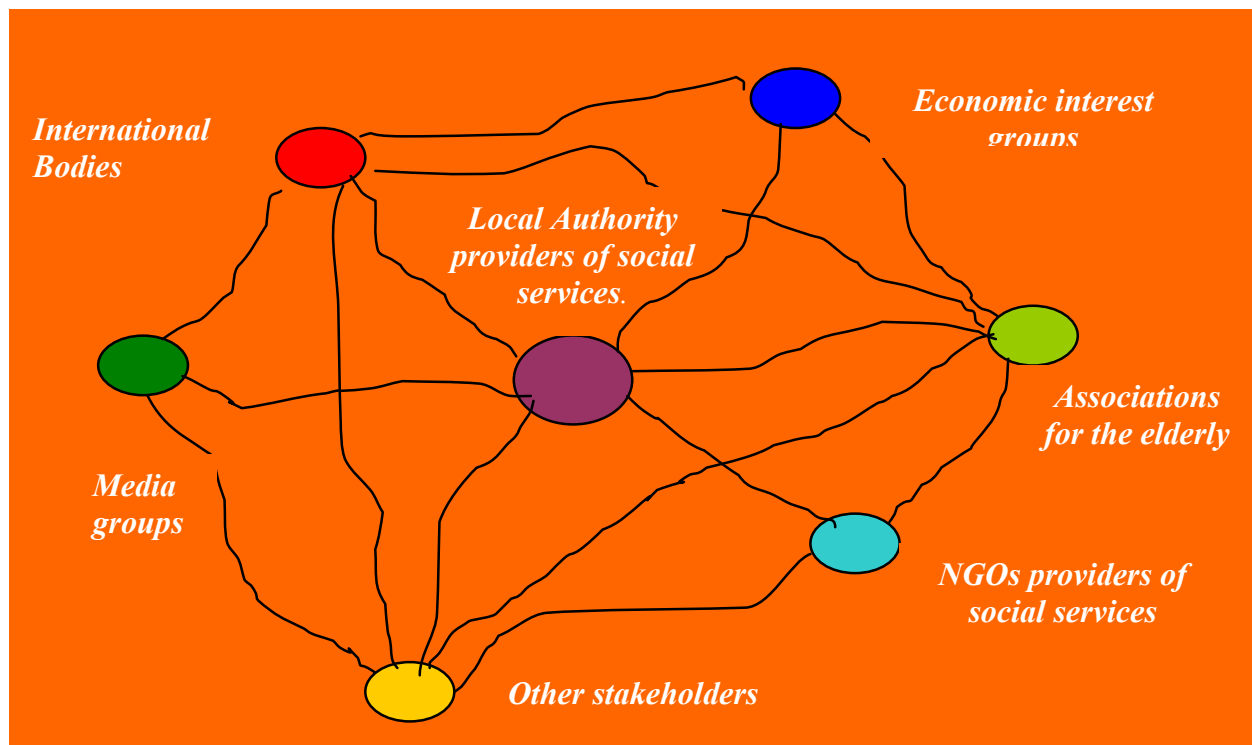 International
Bodies
Economic interest
groups
Local Authority
providers of social
services.
Associations
for the elderly
Media
groups
NGOs providers of
social services
Other stakeholders